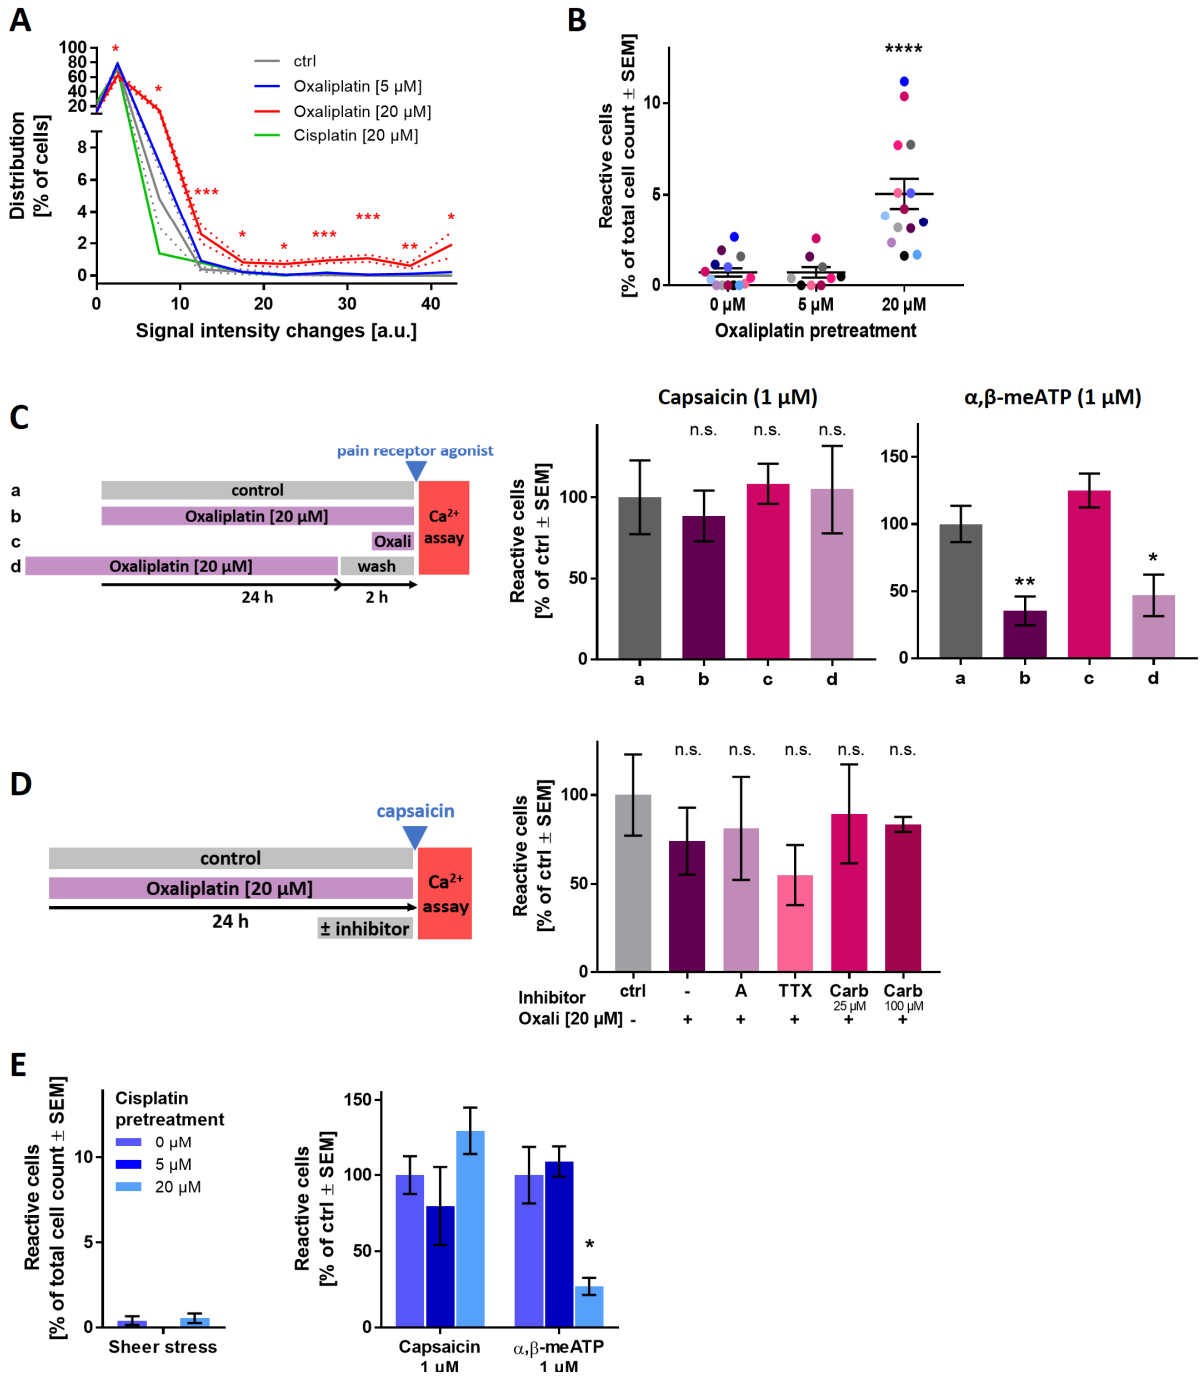 A
Distribution
[% of cells]
100
80
60
40
20
8
6
4
2
0
*
*
***
*
*
***
***
**
*
ctrl
Oxaliplatin [5 µM]
Oxaliplatin [20 µM]
Cisplatin [20 µM]
0
10
20
30
40
Signal intensity changes [a.u.]
B
Reactive cells
[% of total cell count ± SEM]
10
5
0
****
0 µM
5 µM
20 µM
Oxaliplatin pretreatment
C
pain receptor agonist
a
control
b
Oxaliplatin [20 µM]
c
Oxali
d
Oxaliplatin [20 µM]
wash
Ca²⁺
assay
24 h
2 h
Capsaicin (1 µM)
Reactive cells
[% of ctrl ± SEM]
100
50
0
n.s.
n.s.
n.s.
a
b
c
d
α,β-meATP (1 µM)
150
100
50
0
**
*
a
b
c
d
D
capsaicin
control
Oxaliplatin [20 µM]
24 h
± inhibitor
Ca²⁺
assay
Reactive cells
[% of ctrl ± SEM]
100
50
0
n.s.
n.s.
n.s.
n.s.
n.s.
Inhibitor
ctrl
-
A
TTX
Carb
25 µM
Carb
100 µM
Oxali [20 µM]
-
+
+
+
+
+
E
Reactive cells
[% of total cell count ± SEM]
10
5
0
Cisplatin
pretreatment
0 µM
5 µM
20 µM
Sheer stress
Reactive cells
[% of ctrl ± SEM]
150
100
50
0
*
Capsaicin
1 µM
α,β-meATP
1 µM